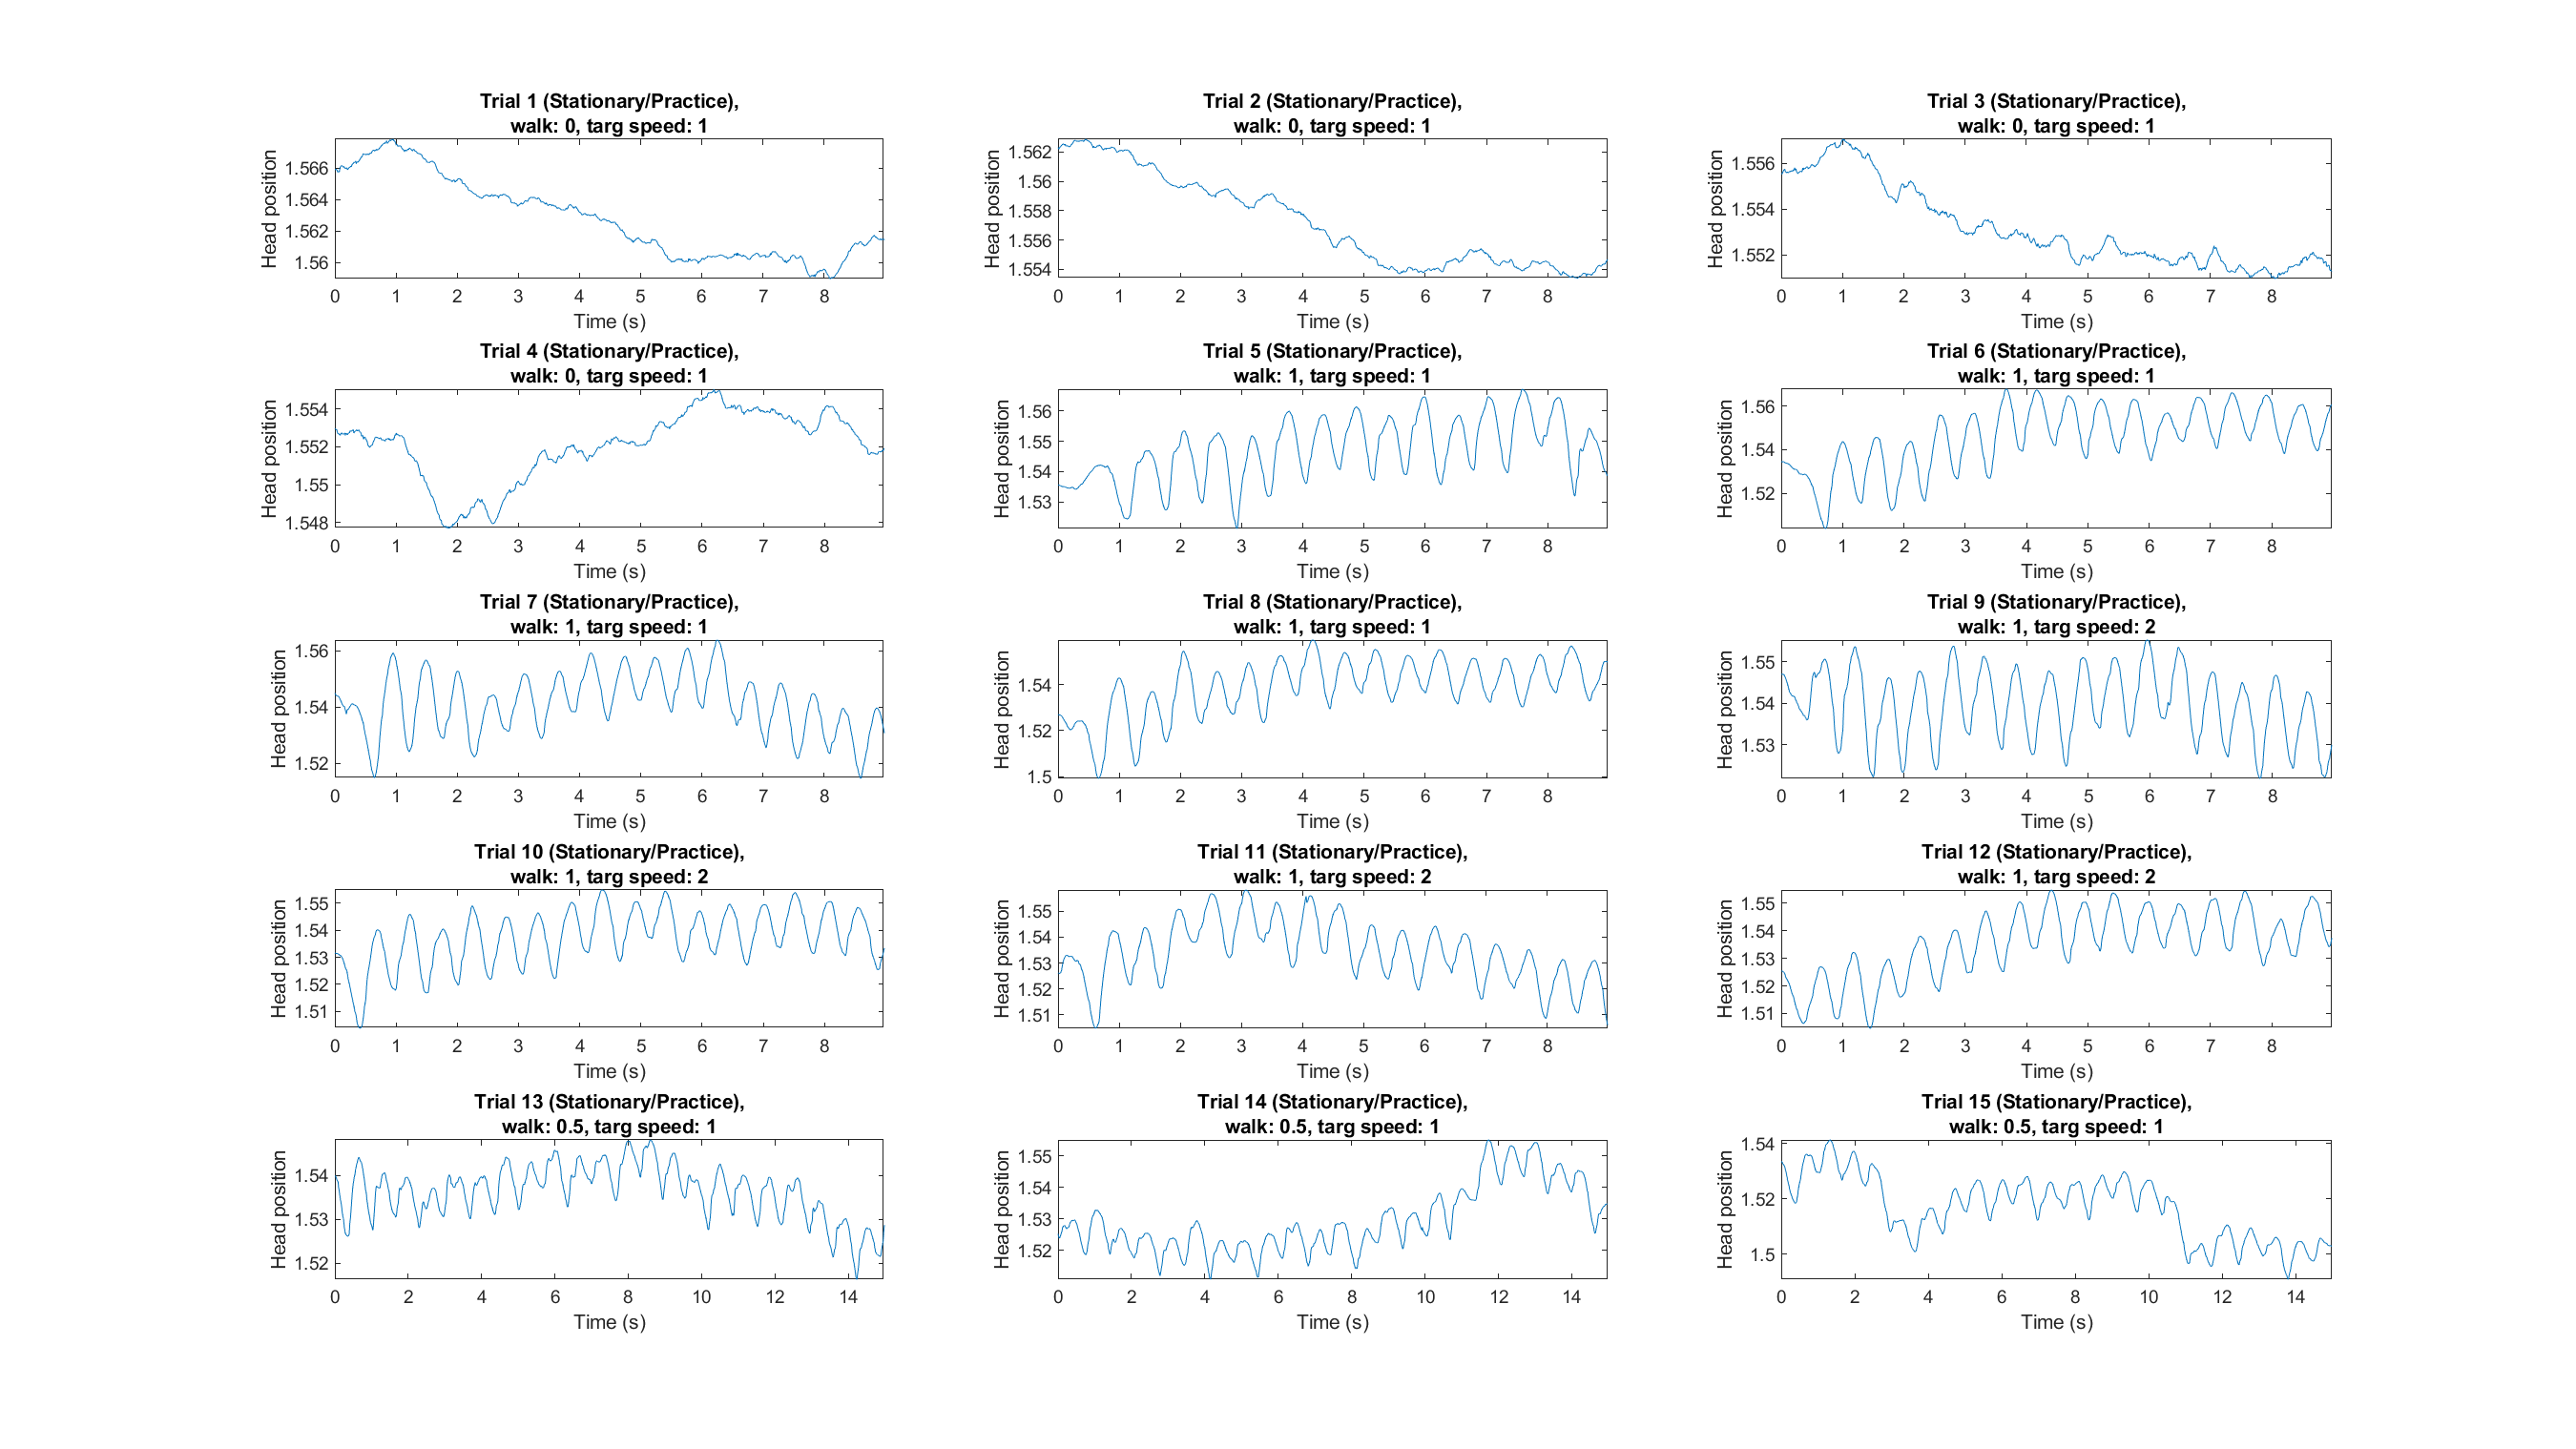 Trial 1 (Stationary/Practice),
walk: 0, targ speed: 1
Head position
1.566
1.564
1.562
1.56
0 1 2 3 4 5 6 7 8
Time (s)
Trial 2 (Stationary/Practice),
walk: 0, targ speed: 1
Head position
1.562
1.56
1.558
1.556
1.554
0 1 2 3 4 5 6 7 8
Time (s)
Trial 3 (Stationary/Practice),
walk: 0, targ speed: 1
Head position
1.556
1.554
1.552
0 1 2 3 4 5 6 7 8
Time (s)
Trial 4 (Stationary/Practice),
walk: 0, targ speed: 1
Head position
1.554
1.552
1.55
1.548
0 1 2 3 4 5 6 7 8
Time (s)
Trial 5 (Stationary/Practice),
walk: 1, targ speed: 1
Head position
1.56
1.55
1.54
1.53
0 1 2 3 4 5 6 7 8
Time (s)
Trial 6 (Stationary/Practice),
walk: 1, targ speed: 1
Head position
1.56
1.54
1.52
0 1 2 3 4 5 6 7 8
Time (s)
Trial 7 (Stationary/Practice),
walk: 1, targ speed: 1
Head position
1.56
1.54
1.52
0 1 2 3 4 5 6 7 8
Time (s)
Trial 8 (Stationary/Practice),
walk: 1, targ speed: 1
Head position
1.54
1.52
1.5
0 1 2 3 4 5 6 7 8
Time (s)
Trial 9 (Stationary/Practice),
walk: 1, targ speed: 2
Head position
1.55
1.54
1.53
0 1 2 3 4 5 6 7 8
Time (s)
Trial 10 (Stationary/Practice),
walk: 1, targ speed: 2
Head position
1.55
1.54
1.53
1.52
1.51
0 1 2 3 4 5 6 7 8
Time (s)
Trial 11 (Stationary/Practice),
walk: 1, targ speed: 2
Head position
1.55
1.54
1.53
1.52
1.51
0 1 2 3 4 5 6 7 8
Time (s)
Trial 12 (Stationary/Practice),
walk: 1, targ speed: 2
Head position
1.55
1.54
1.53
1.52
1.51
0 1 2 3 4 5 6 7 8
Time (s)
Trial 13 (Stationary/Practice),
walk: 0.5, targ speed: 1
Head position
1.54
1.53
1.52
0 2 4 6 8 10 12 14
Time (s)
Trial 14 (Stationary/Practice),
walk: 0.5, targ speed: 1
Head position
1.55
1.54
1.53
1.52
0 2 4 6 8 10 12 14
Time (s)
Trial 15 (Stationary/Practice),
walk: 0.5, targ speed: 1
Head position
1.54
1.52
1.5
0 2 4 6 8 10 12 14
Time (s)